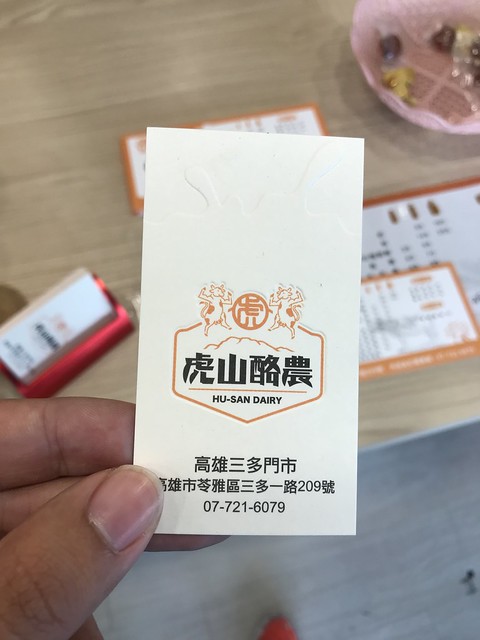 虎
虎山酪農
HU-SAN DAIRY
高雄三多門市
高雄市苓雅區三多一路209號
07-721-6079